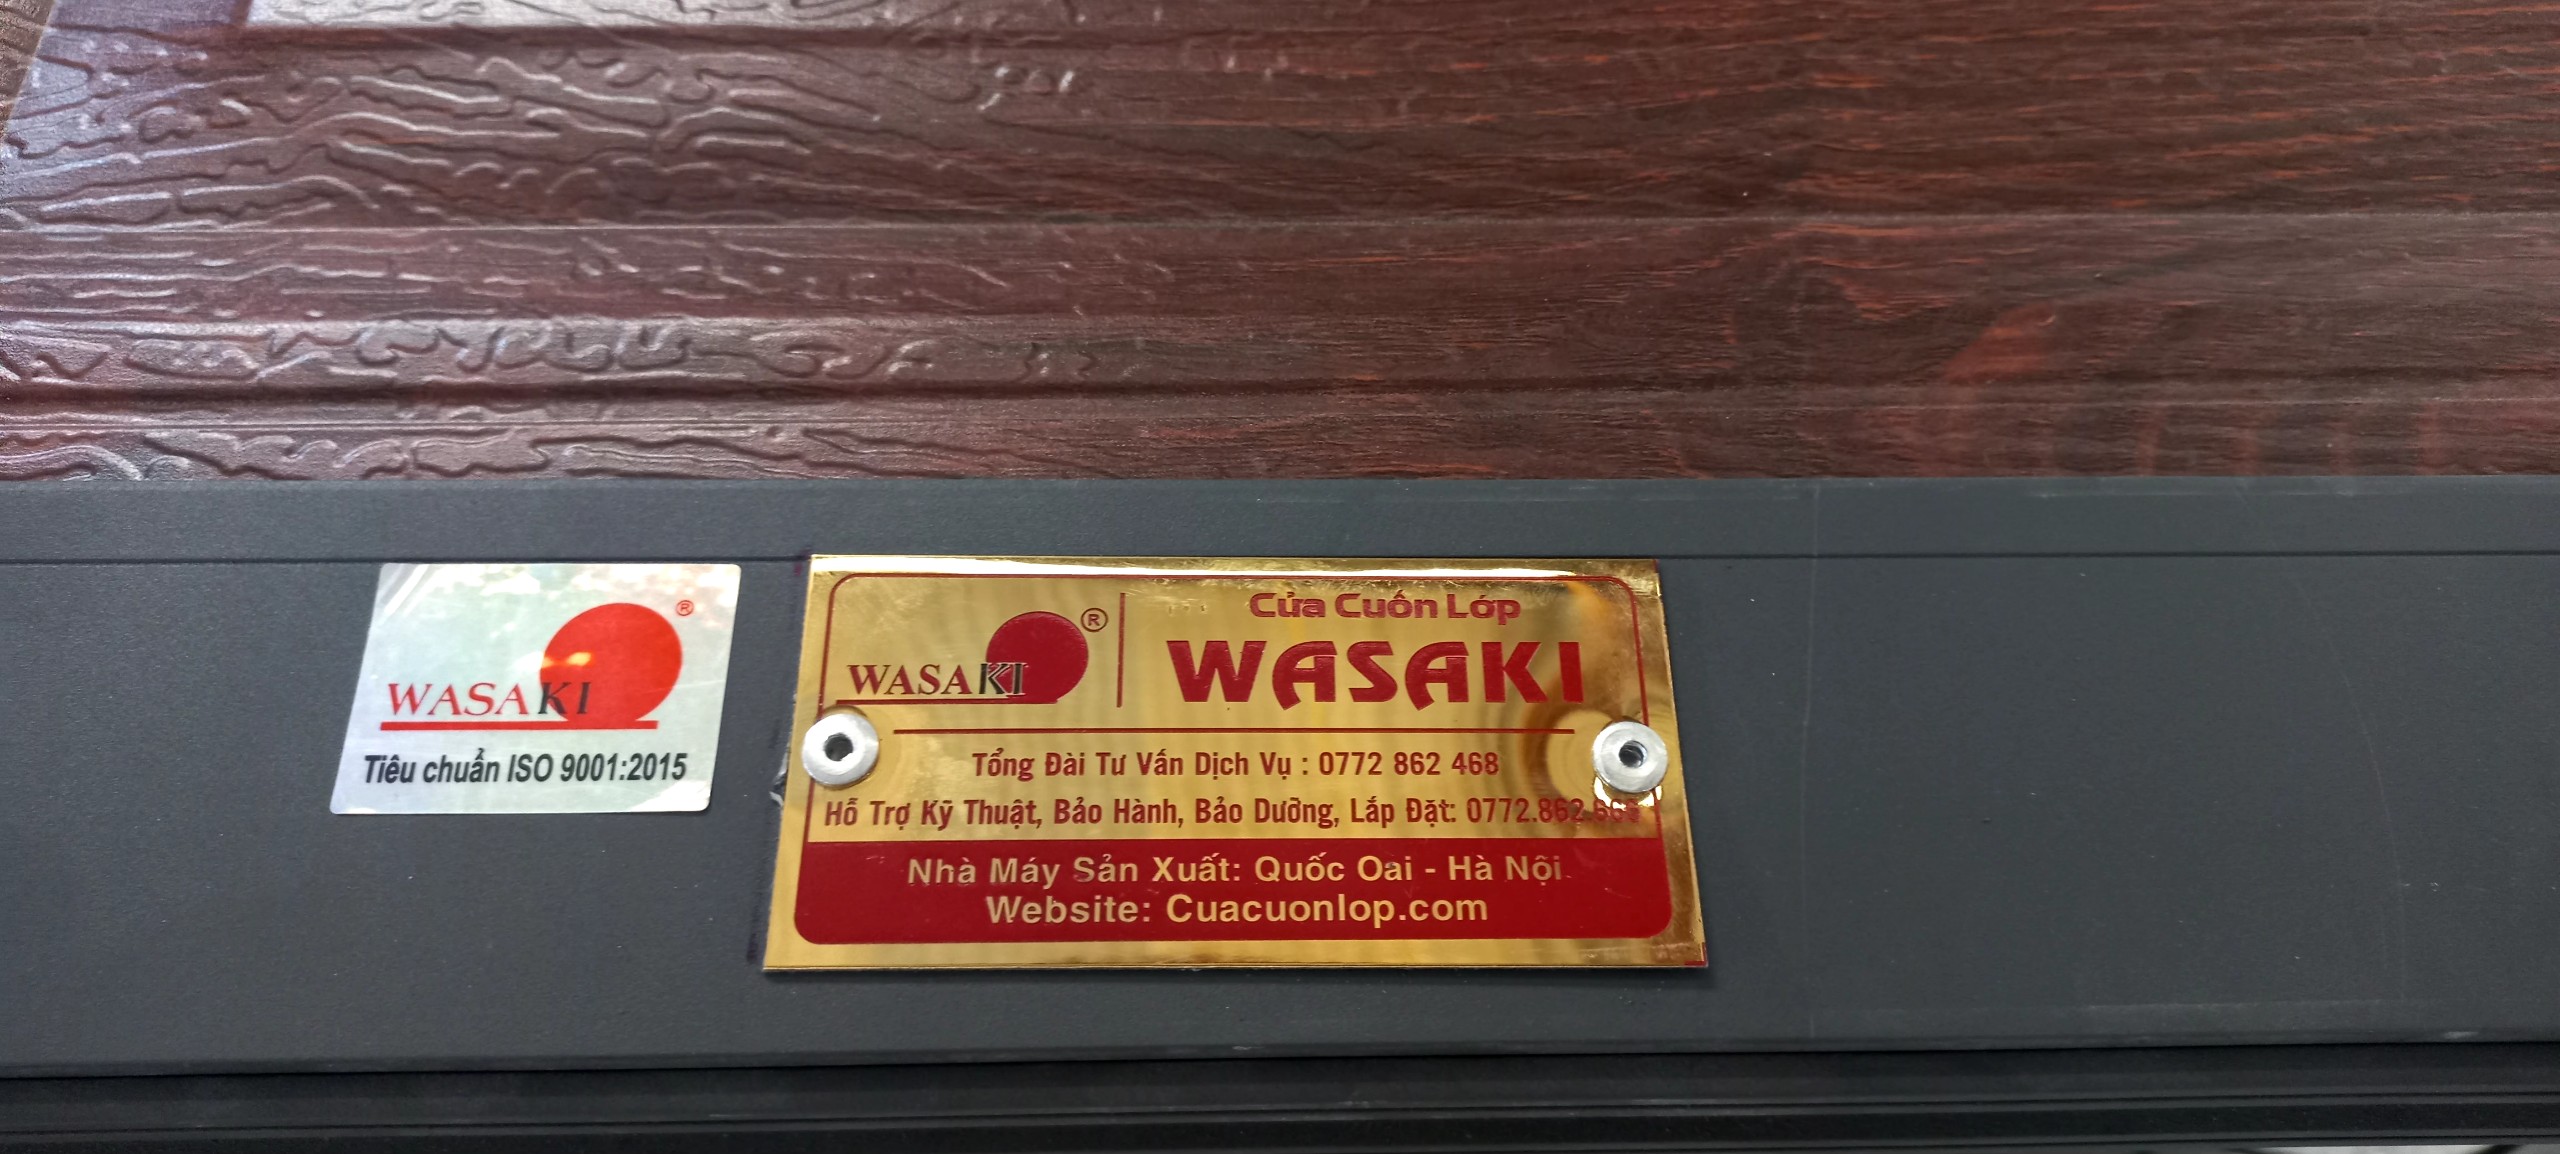 WASAKI ®
Tiêu chuẩn ISO 9001:2015
WASAKI ®
Cửa Cuốn Lớp
WASAKI
Tổng Đài Tư Vấn Dịch Vụ : 0772 862 468
Hỗ Trợ Kỹ Thuật, Bảo Hành, Bảo Dưỡng, Lắp Đặt:
Nhà Máy Sản Xuất: Quốc Oai - Hà Nội
Website: Cuacuonlop.com